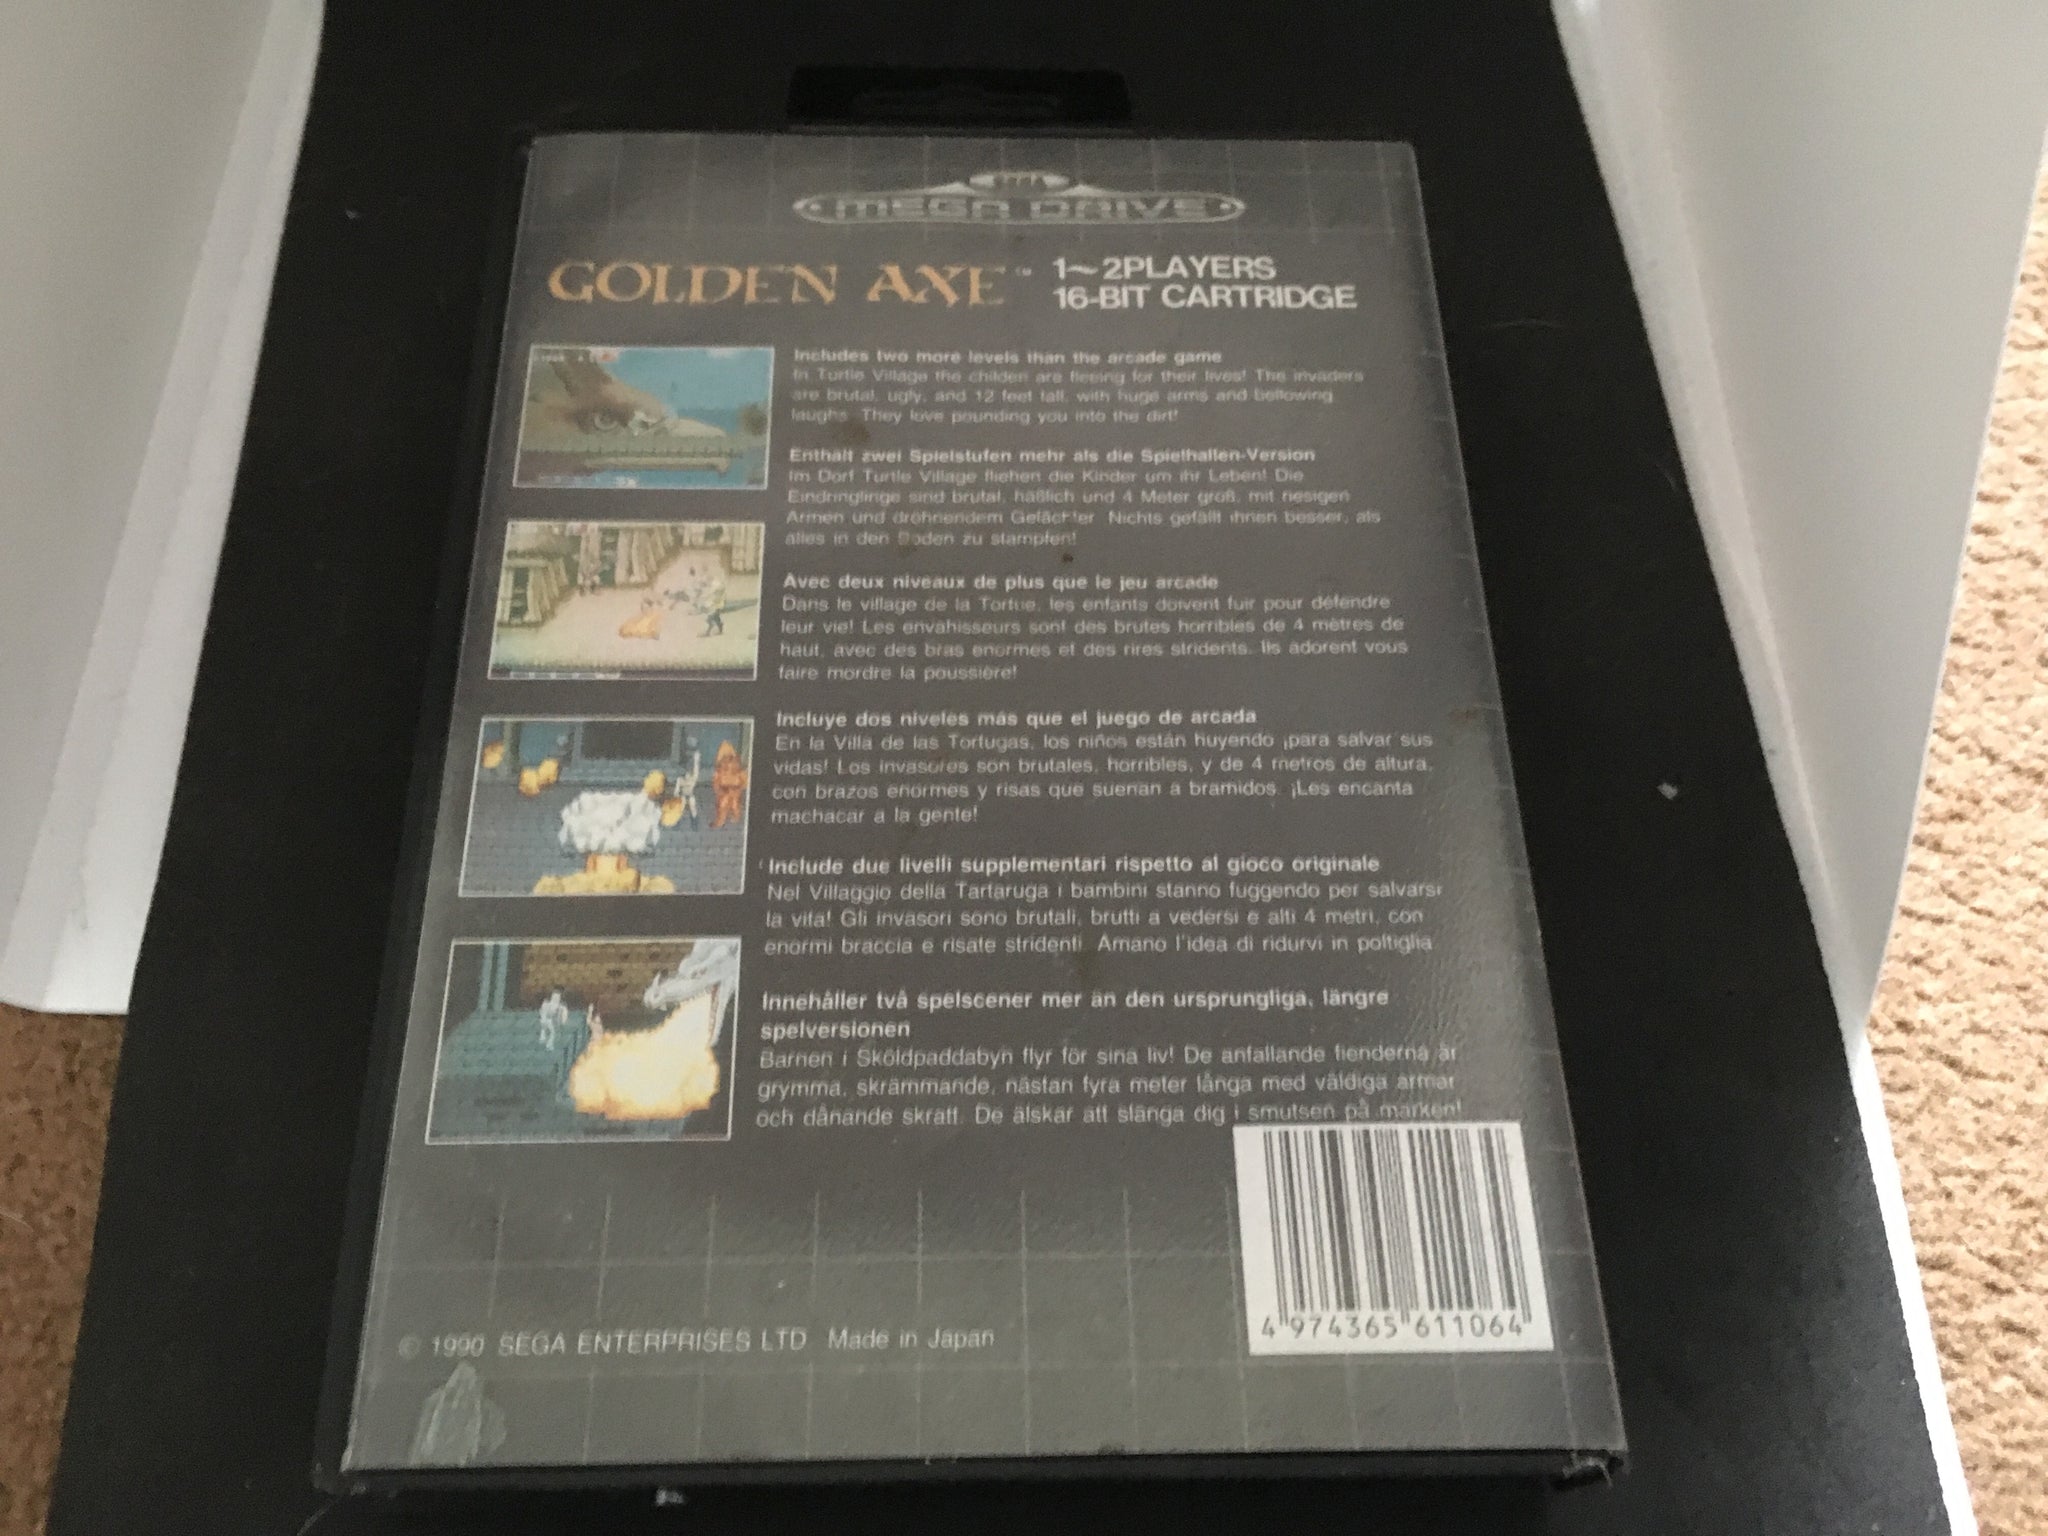 SEGA
MEGA DRIVE
GOLDEN AXE™
1~2PLAYERS
16-BIT CARTRIDGE
Includes two more levels than the arcade game
In Turtle Village the childen are fleeing for their lives! The invaders
are brutal, ugly, and 12 feet tall, with huge arms and bellowing
laughs. They love pounding you into the dirt!
Enthält zwei Spielstufen mehr als die Spielhallen-Version
Im Dorf Turtle Village fliehen die Kinder um ihr Leben! Die
Eindringlinge sind brutal, häßlich und 4 Meter groß, mit riesigen
Armen und dröhnendem Gelächter. Nichts gefällt ihnen besser, als
alles in den Boden zu stampfen!
Avec deux niveaux de plus que le jeu arcade
Dans le village de la Tortue, les enfants doivent fuir pour défendre
leur vie! Les envahisseurs sont des brutes horribles de 4 mètres de
haut, avec des bras enormes et des rires stridents. Ils adorent vous
faire mordre la poussière!
Incluye dos niveles más que el juego de arcada
En la Villa de las Tortugas, los niños están huyendo ¡para salvar sus
vidas! Los invasores son brutales, horribles, y de 4 metros de altura,
con brazos enormes y risas que suenan a bramidos. ¡Les encanta
machacar a la gente!
Include due livelli supplementari rispetto al gioco originale
Nel Villaggio della Tartaruga i bambini stanno fuggendo per salvarsi
la vita! Gli invasori sono brutali, brutti a vedersi e alti 4 metri, con
enormi braccia e risate stridenti. Amano l'idea di ridurvi in poltiglia.
Innehåller två spelscener mer än den ursprungliga, längre
spelversionen
Barnen i Sköldpaddabyn flyr för sina liv! De anfallande fienderna är
grymma, skrämmande, nästan fyra meter långa med väldiga armar
och dånande skratt. De älskar att slänga dig i smutsen på marken!
4 974365 611064
© 1990 SEGA ENTERPRISES LTD. Made in Japan